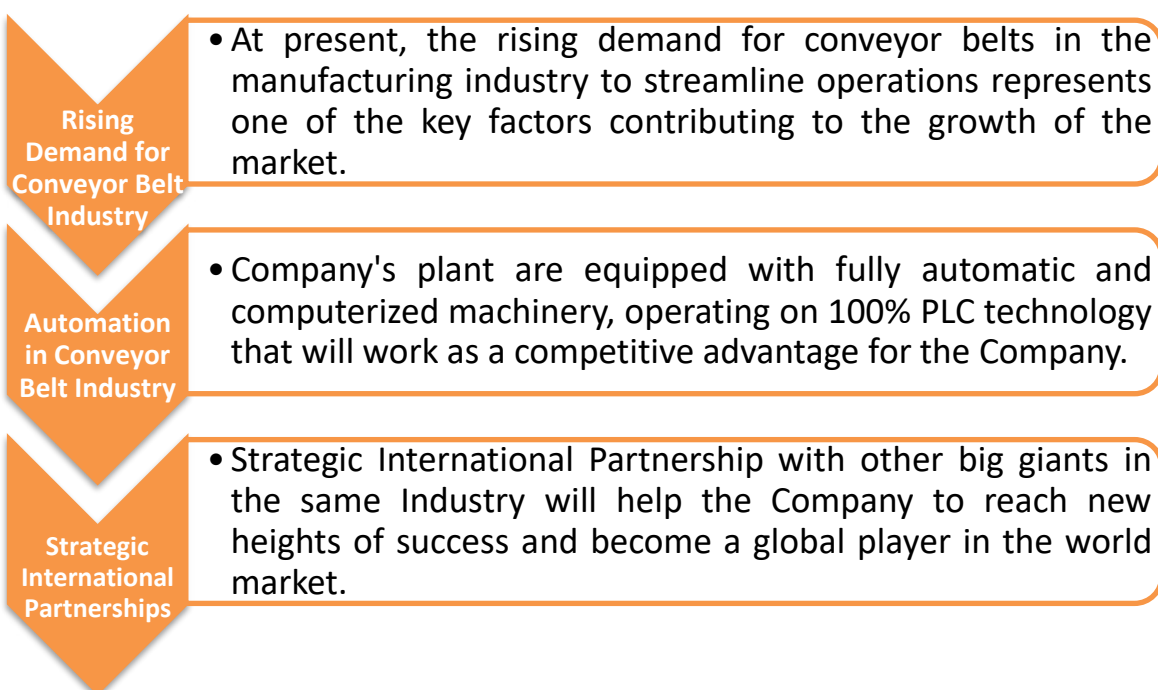 Rising
Demand for
Conveyor Belt
Industry
• At present, the rising demand for conveyor belts in the
manufacturing industry to streamline operations represents
one of the key factors contributing to the growth of the
market.
Automation
in Conveyor
Belt Industry
• Company's plant are equipped with fully automatic and
computerized machinery, operating on 100% PLC technology
that will work as a competitive advantage for the Company.
Strategic
International
Partnerships
• Strategic International Partnership with other big giants in
the same Industry will help the Company to reach new
heights of success and become a global player in the world
market.